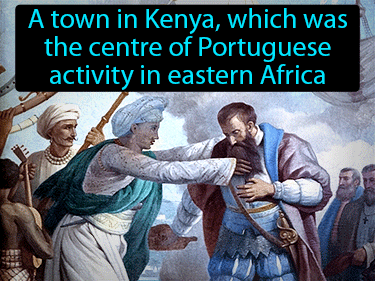 A town in Kenya, which was
the centre of Portuguese
activity in eastern Africa